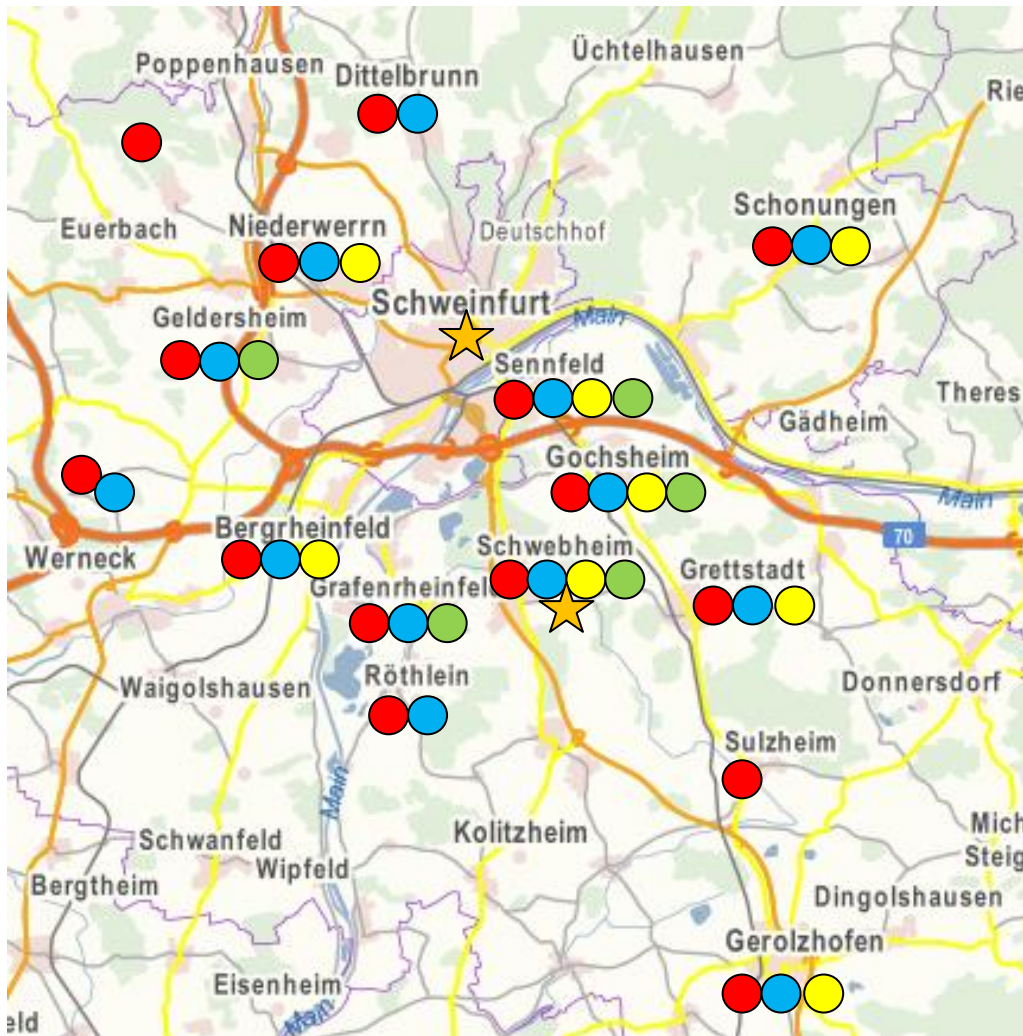 Poppenhausen
Dittelbrunn
Üchtelhausen
Rie
Schonungen
Euerbach
Niederwerrn
Deutschhof
Schweinfurt
Main
Geldersheim
Sennfeld
Theres
Gädheim
Gochsheim
Main
70
Bergrheinfeld
Werneck
Schwebheim
Grettstadt
Grafenrheinfel
Röthlein
Waigolshausen
Donnersdorf
Sulzheim
Main
Schwanfeld
Kolitzheim
Mich
Steig
Wipfeld
Bergtheim
Dingolshausen
Gerolzhofen
Eisenheim
Main
eld